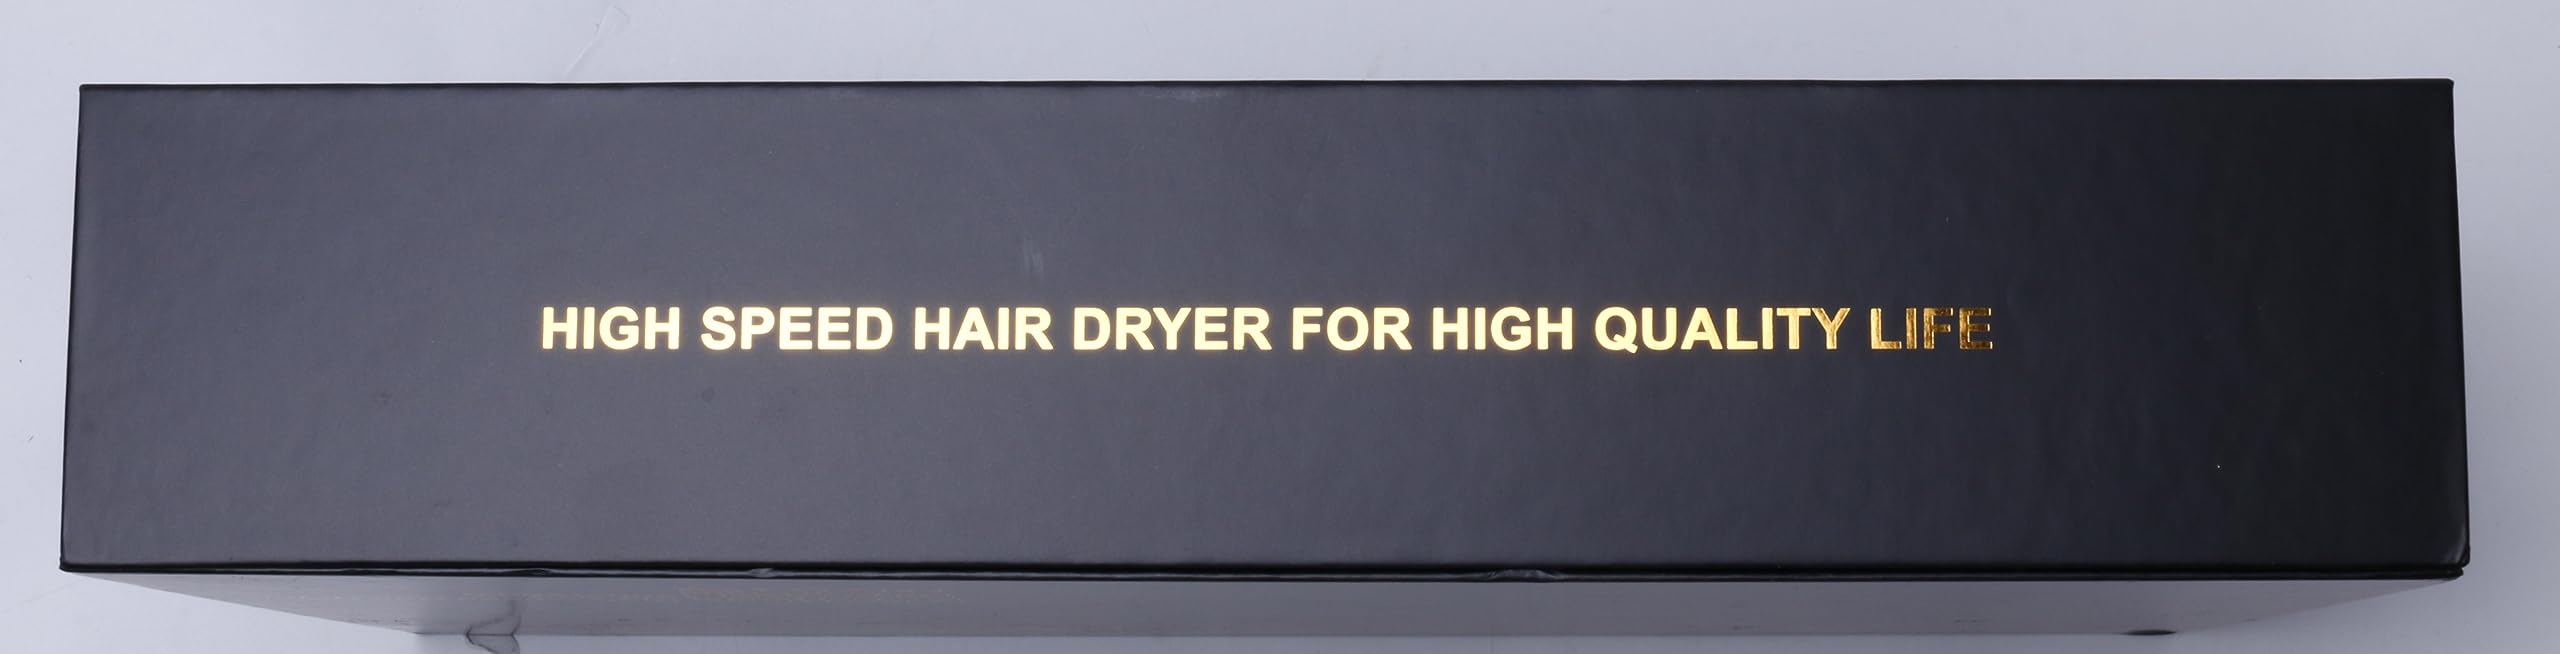 HIGH SPEED HAIR DRYER FOR HIGH QUALITY LIFE